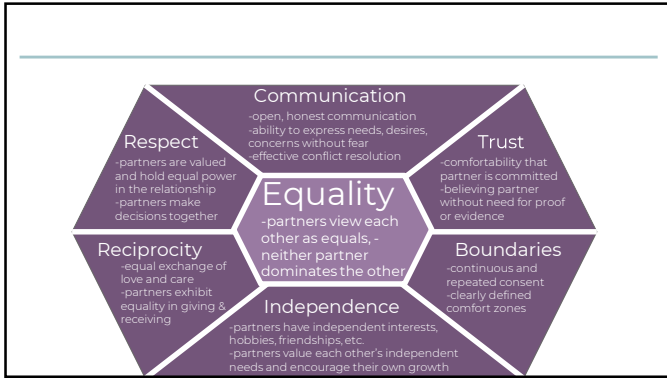 Communication
-open, honest communication
-ability to express needs, desires,
concerns without fear
-effective conflict resolution
Respect
-partners are valued
and hold equal power
in the relationship
-partners make
decisions together
Trust
-comfortability that
partner is committed
-believing partner
without need for proof
or evidence
Equality
-partners view each
other as equals, -
neither partner
dominates the other
Reciprocity
-equal exchange of
love and care
-partners exhibit
equality in giving &
receiving
Boundaries
-continuous and
repeated consent
-clearly defined
comfort zones
Independence
-partners have independent interests,
hobbies, friendships, etc.
-partners value each other's independent
needs and encourage their own growth